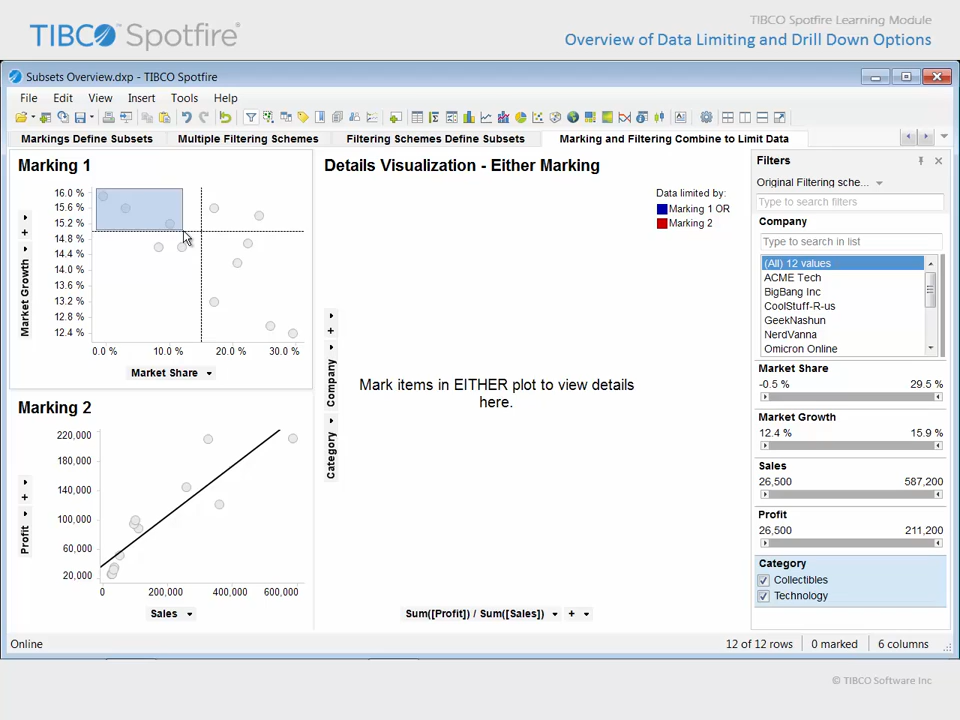 TIBCO Spotfire®
TIBCO Spotfire Learning Module
Overview of Data Limiting and Drill Down Options
Subsets Overview.dxp - TIBCO Spotfire
File Edit View Insert Tools Help
Markings Define Subsets Multiple Filtering Schemes Filtering Schemes Define Subsets Marking and Filtering Combine to Limit Data
Marking 1
16.0 %
15.6 %
15.2 %
14.8 %
14.4 %
14.0 %
13.6 %
13.2 %
12.8 %
12.4 %
Market Growth
0.0 % 10.0 % 20.0 % 30.0 %
Market Share
Marking 2
220,000
180,000
140,000
100,000
60,000
20,000
Profit
0 200,000 400,000 600,000
Sales
Details Visualization - Either Marking
Data limited by:
Marking 1 OR
Marking 2
Company
Category
Mark items in EITHER plot to view details
here.
Sum([Profit]) / Sum([Sales])
+
Filters
Original Filtering sche...
Type to search filters
Company
Type to search in list
(All) 12 values
ACME Tech
BigBang Inc
CoolStuff-R-us
GeekNashun
NerdVanna
Omicron Online
Market Share
-0.5 % 29.5 %
Market Growth
12.4 % 15.9 %
Sales
26,500 587,200
Profit
26,500 211,200
Category
Collectibles
Technology
Online
12 of 12 rows 0 marked 6 columns
© TIBCO Software Inc